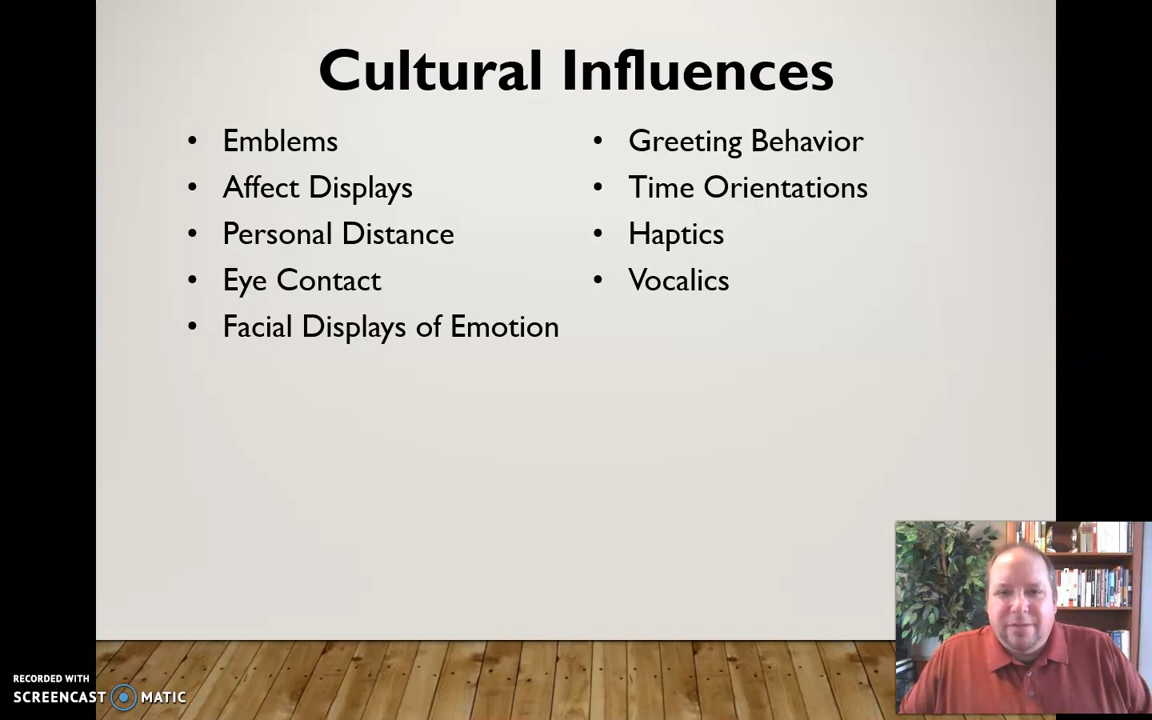 Cultural Influences
• Emblems
• Affect Displays
• Personal Distance
• Eye Contact
• Facial Displays of Emotion
• Greeting Behavior
• Time Orientations
• Haptics
• Vocalics
RECORDED WITH
SCREENCAST MATIC